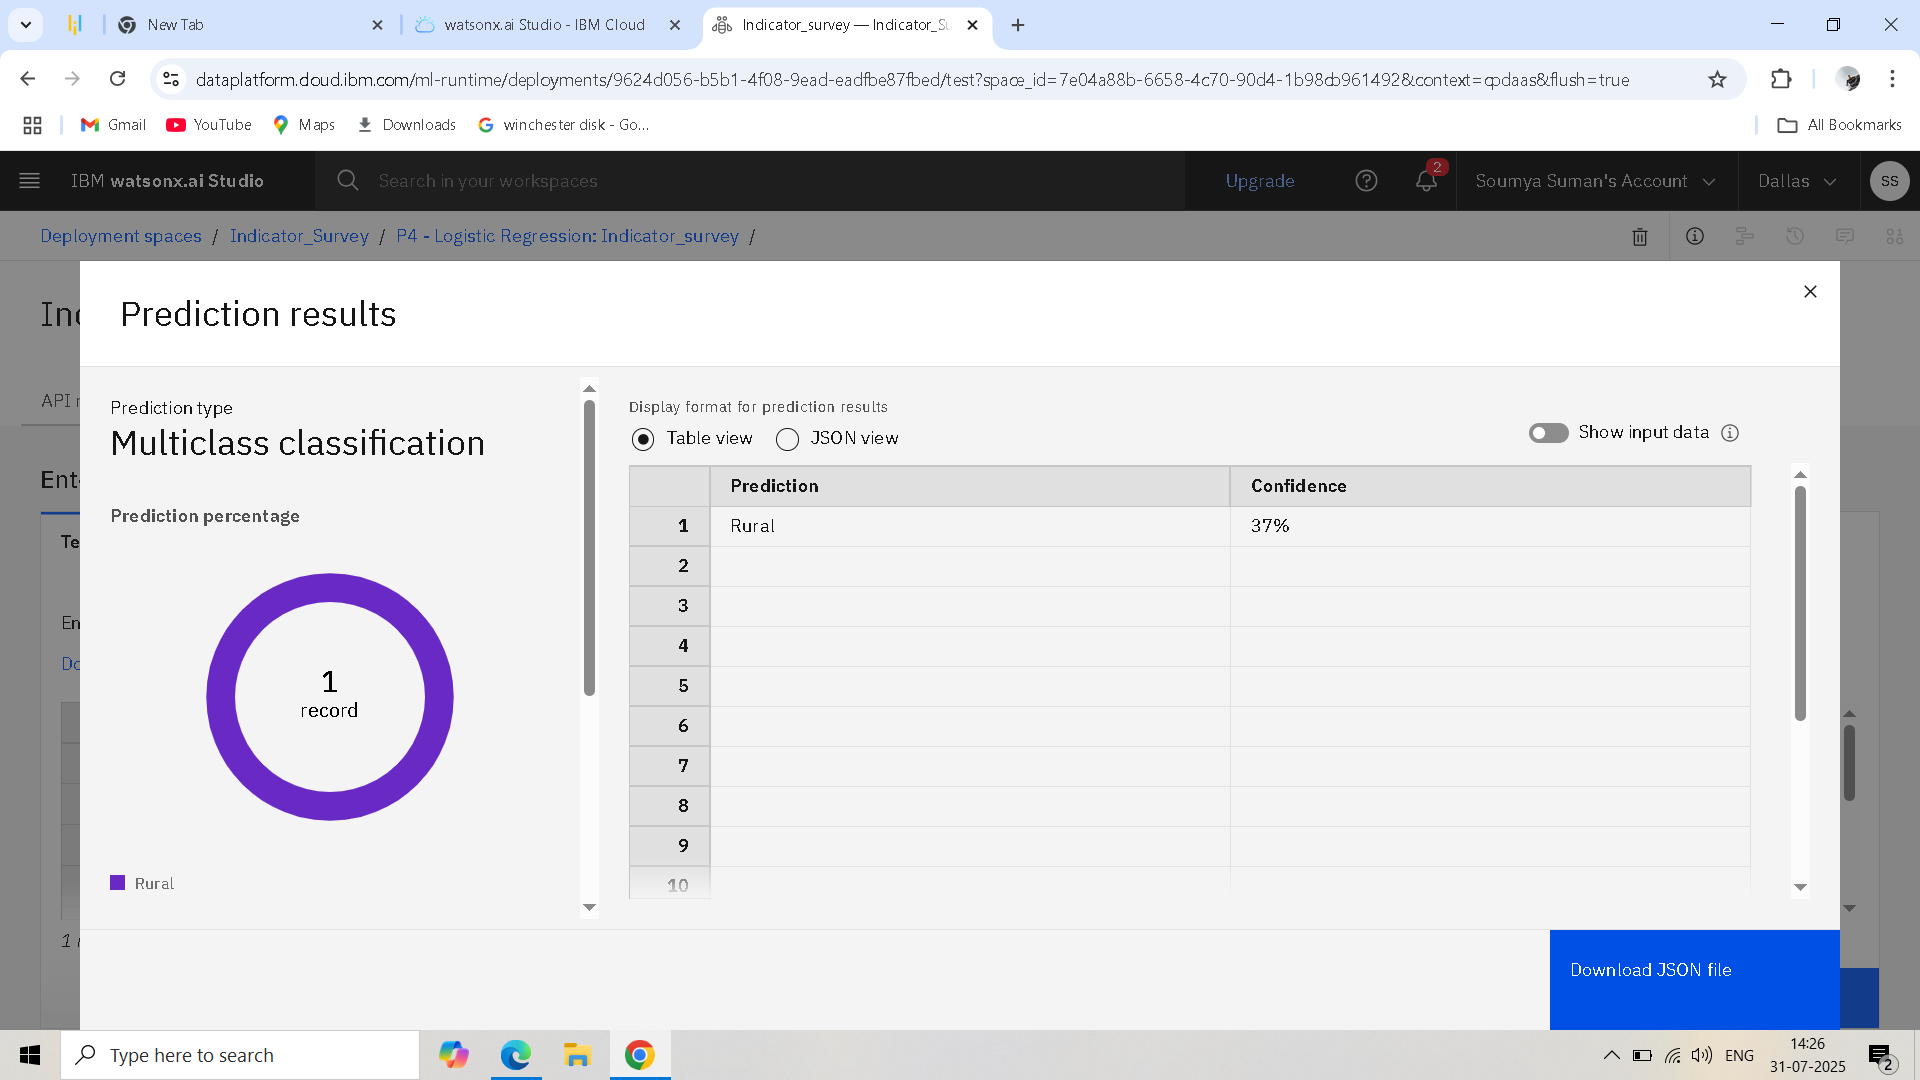 New Tab
watsonx.ai Studio - IBM Cloud
Indicator_survey — Indicator_Su
dataplatform.cloud.ibm.com/ml-runtime/deployments/9624d056-b5b1-4f08-9ead-eadfbe87fbed/test?space_id=7e04a88b-6658-4c70-90d4-1b98cb961492&context=cpdaas&flush=true
Gmail YouTube Maps Downloads winchester disk - Go... All Bookmarks
IBM watsonx.ai Studio Search in your workspaces Upgrade 2 Soumya Suman's Account Dallas SS
Deployment spaces / Indicator_Survey / P4 - Logistic Regression: Indicator_survey /
Prediction results
API r
Prediction type
Multiclass classification
Prediction percentage
1
record
Rural
Display format for prediction results
Table view JSON view Show input data
Prediction Confidence
1 Rural 37%
2
3
4
5
6
7
8
9
10
Download JSON file
Type here to search
ENG
14:26
31-07-2025
2